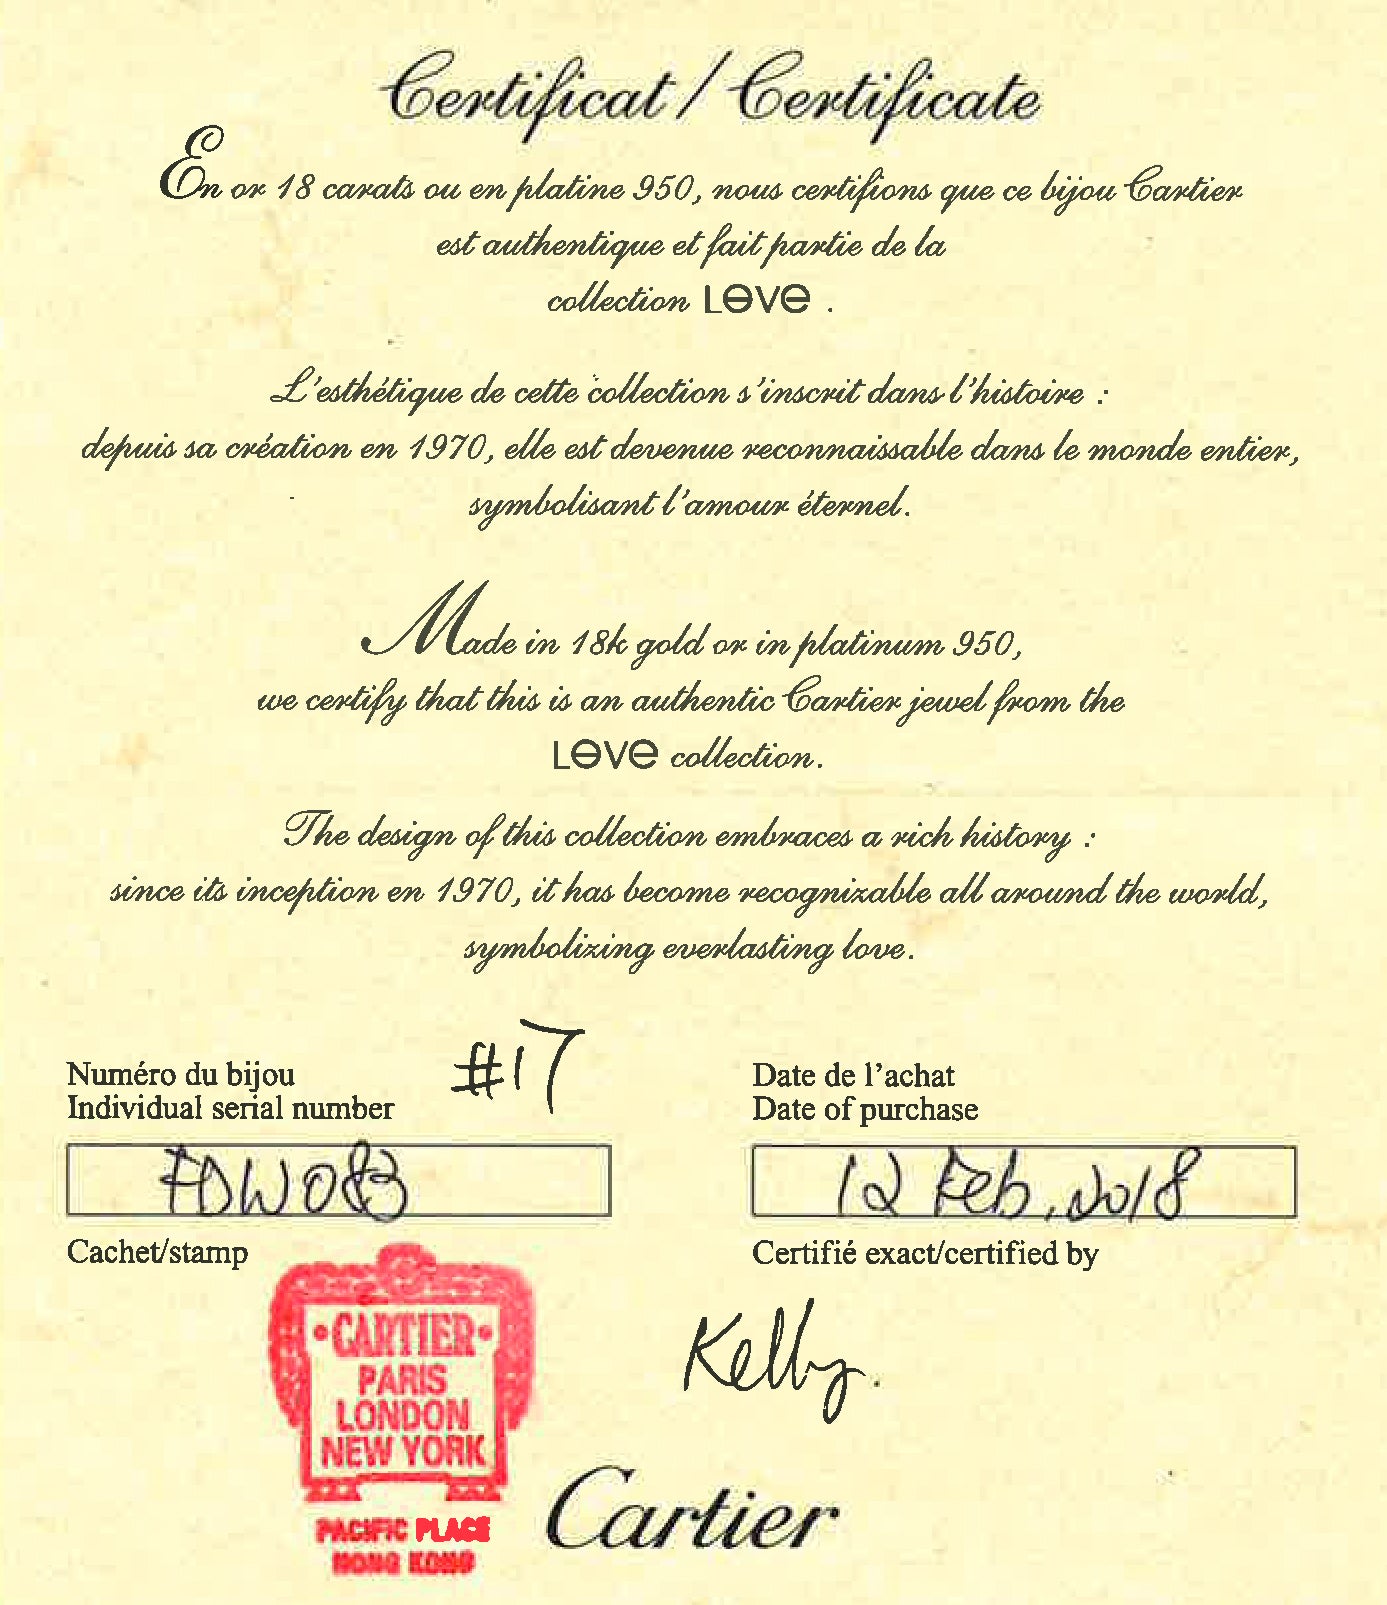 Certificat / Certificate
En or 18 carats ou en platine 950, nous certifions que ce bijou Cartier
est authentique et fait partie de la
collection LOVE .
L'esthétique de cette collection s'inscrit dans l'histoire :
depuis sa création en 1970, elle est devenue reconnaissable dans le monde entier,
symbolisant l'amour éternel.
Made in 18k gold or in platinum 950,
we certify that this is an authentic Cartier jewel from the
LOVE collection.
The design of this collection embraces a rich history :
since its inception en 1970, it has become recognizable all around the world,
symbolizing everlasting love.
#17
Numéro du bijou
Individual serial number
FDW083
Date de l'achat
Date of purchase
12 Feb, 2018
Cachet/stamp
•CARTIER•
PARIS
LONDON
NEW YORK
PACIFIC PLACE
HONG KONG
Certifié exact/certified by
Kelly.
Cartier